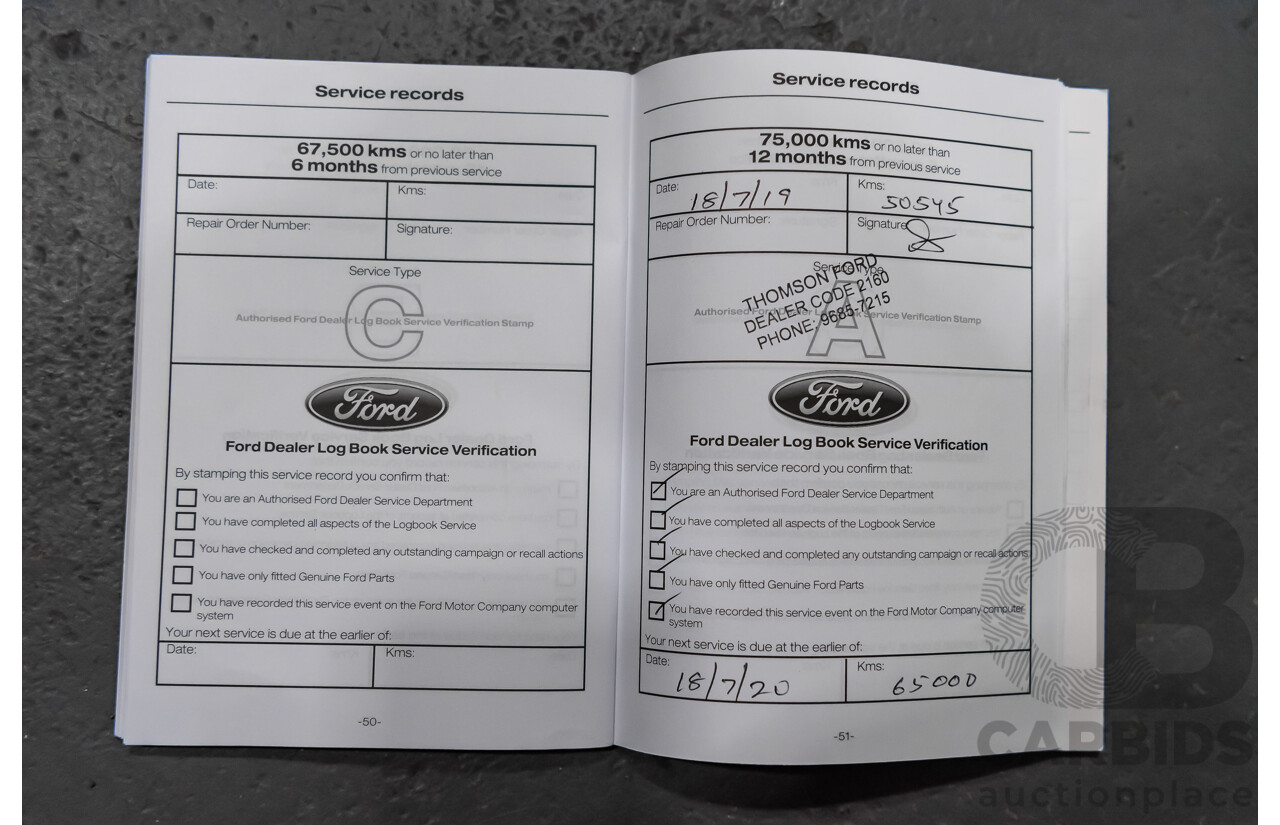 Service records
67,500 kms or no later than
6 months from previous service
Date:
Kms:
Repair Order Number:
Signature:
Service Type
C
Authorised Ford Dealer Log Book Service Verification Stamp
Ford
Ford Dealer Log Book Service Verification
By stamping this service record you confirm that:
You are an Authorised Ford Dealer Service Department
You have completed all aspects of the Logbook Service
You have checked and completed any outstanding campaign or recall actions
You have only fitted Genuine Ford Parts
You have recorded this service event on the Ford Motor Company computer
system
Your next service is due at the earlier of:
Date:
Kms:
-50-
Service records
75,000 kms or no later than
12 months from previous service
Date: 18/7/19
Kms: 50545
Repair Order Number:
Signature:
Service Type
A
Authorised Ford Dealer Log Book Service Verification Stamp
THOMSON FORD
DEALER CODE 2160
PHONE: 9685-7215
Ford
Ford Dealer Log Book Service Verification
By stamping this service record you confirm that:
You are an Authorised Ford Dealer Service Department
You have completed all aspects of the Logbook Service
You have checked and completed any outstanding campaign or recall actions
You have only fitted Genuine Ford Parts
You have recorded this service event on the Ford Motor Company computer
system
Your next service is due at the earlier of:
Date: 18/7/20
Kms: 65000
-51-
CB
CARBIDS
auctionplace